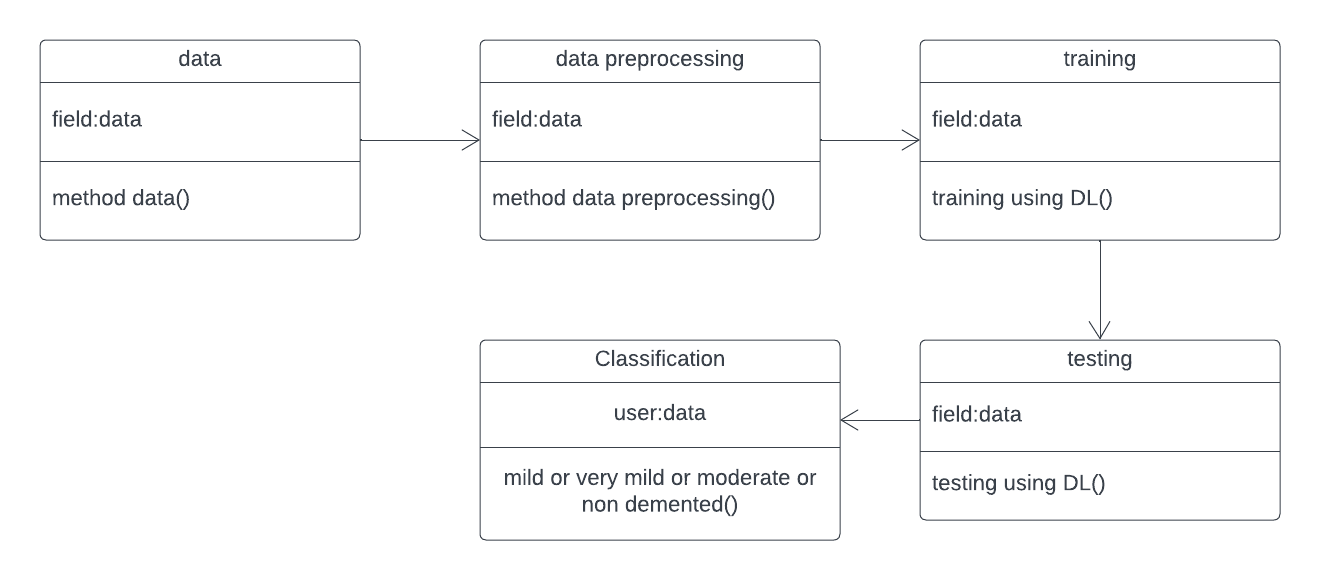 data
field:data
method data()
data preprocessing
field:data
method data preprocessing()
training
field:data
training using DL()
testing
field:data
testing using DL()
Classification
user:data
mild or very mild or moderate or
non demented()